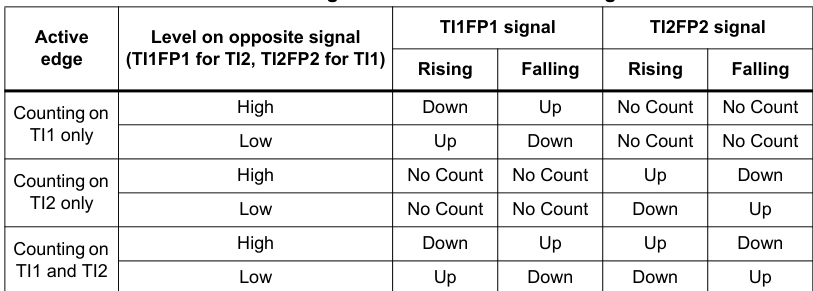 Active edge Level on opposite signal (TI1FP1 for TI2, TI2FP2 for TI1) TI1FP1 signal TI2FP2 signal
Rising Falling Rising Falling
Counting on TI1 only High Down Up No Count No Count
Low Up Down No Count No Count
Counting on TI2 only High No Count No Count Up Down
Low No Count No Count Down Up
Counting on TI1 and TI2 High Down Up Up Down
Low Up Down Down Up